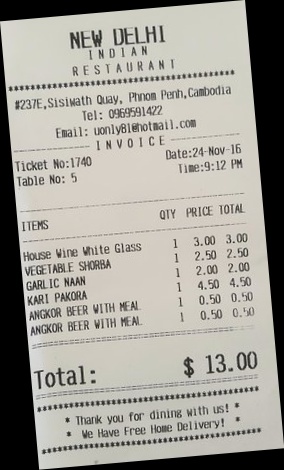 NEW DELHI
INDIAN
RESTAURANT
****************************************
#237E,Sisiwath Quay, Phnom Penh,Cambodia
Tel: 0969591422
Email: uonly81@hotmail.com
INVOICE
Ticket No:1740 Date:24-Nov-16
Table No: 5 Time:9:12 PM
ITEMS QTY PRICE TOTAL
House Wine White Glass 1 3.00 3.00
VEGETABLE SHORBA 1 2.50 2.50
GARLIC NAAN 1 2.00 2.00
KARI PAKORA 1 4.50 4.50
ANGKOR BEER WITH MEAL 1 0.50 0.50
ANGKOR BEER WITH MEAL 1 0.50 0.50
Total: $ 13.00
****************************************
* Thank you for dining with us! *
* We Have Free Home Delivery! *
****************************************